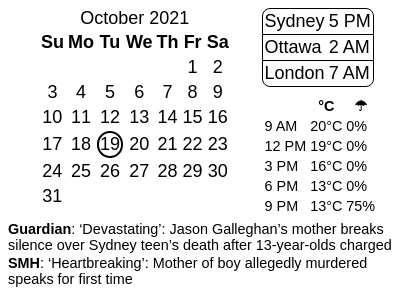 October 2021
Su Mo Tu We Th Fr Sa
1 2
3 4 5 6 7 8 9
10 11 12 13 14 15 16
17 18 19 20 21 22 23
24 25 26 27 28 29 30
31
Sydney 5 PM
Ottawa 2 AM
London 7 AM
°C ☂
9 AM 20°C 0%
12 PM 19°C 0%
3 PM 16°C 0%
6 PM 13°C 0%
9 PM 13°C 75%
Guardian: ‘Devastating’: Jason Galleghan’s mother breaks
silence over Sydney teen’s death after 13-year-olds charged
SMH: ‘Heartbreaking’: Mother of boy allegedly murdered
speaks for first time